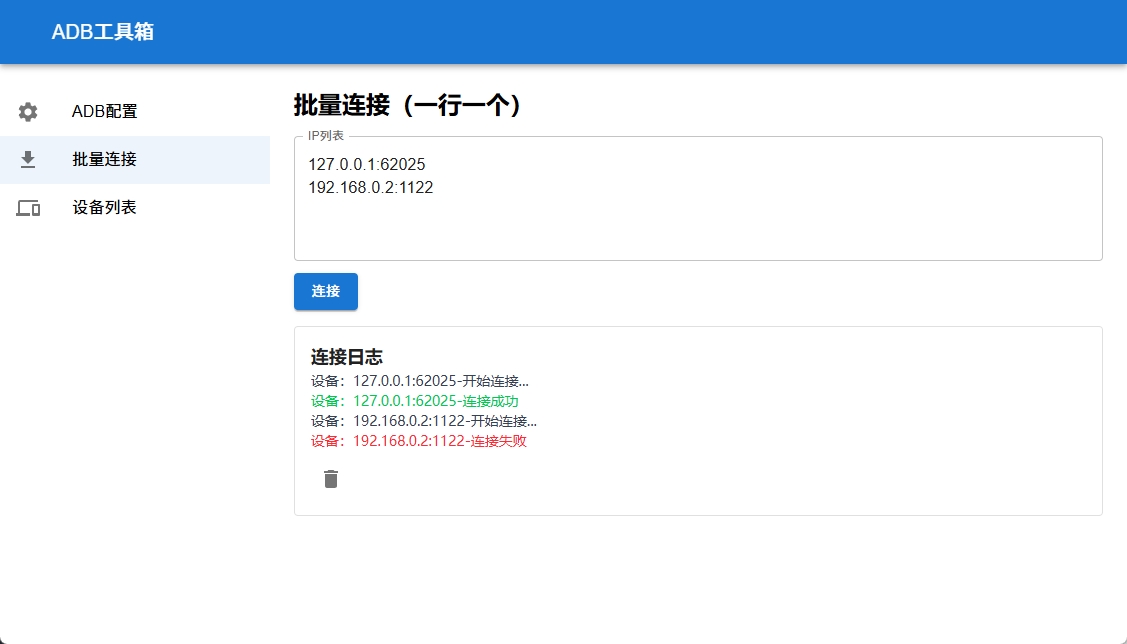 ADB工具箱
ADB配置
批量连接
设备列表
批量连接（一行一个）
IP列表
127.0.0.1:62025
192.168.0.2:1122
连接
连接日志
设备：127.0.0.1:62025-开始连接...
设备：127.0.0.1:62025-连接成功
设备：192.168.0.2:1122-开始连接...
设备：192.168.0.2:1122-连接失败